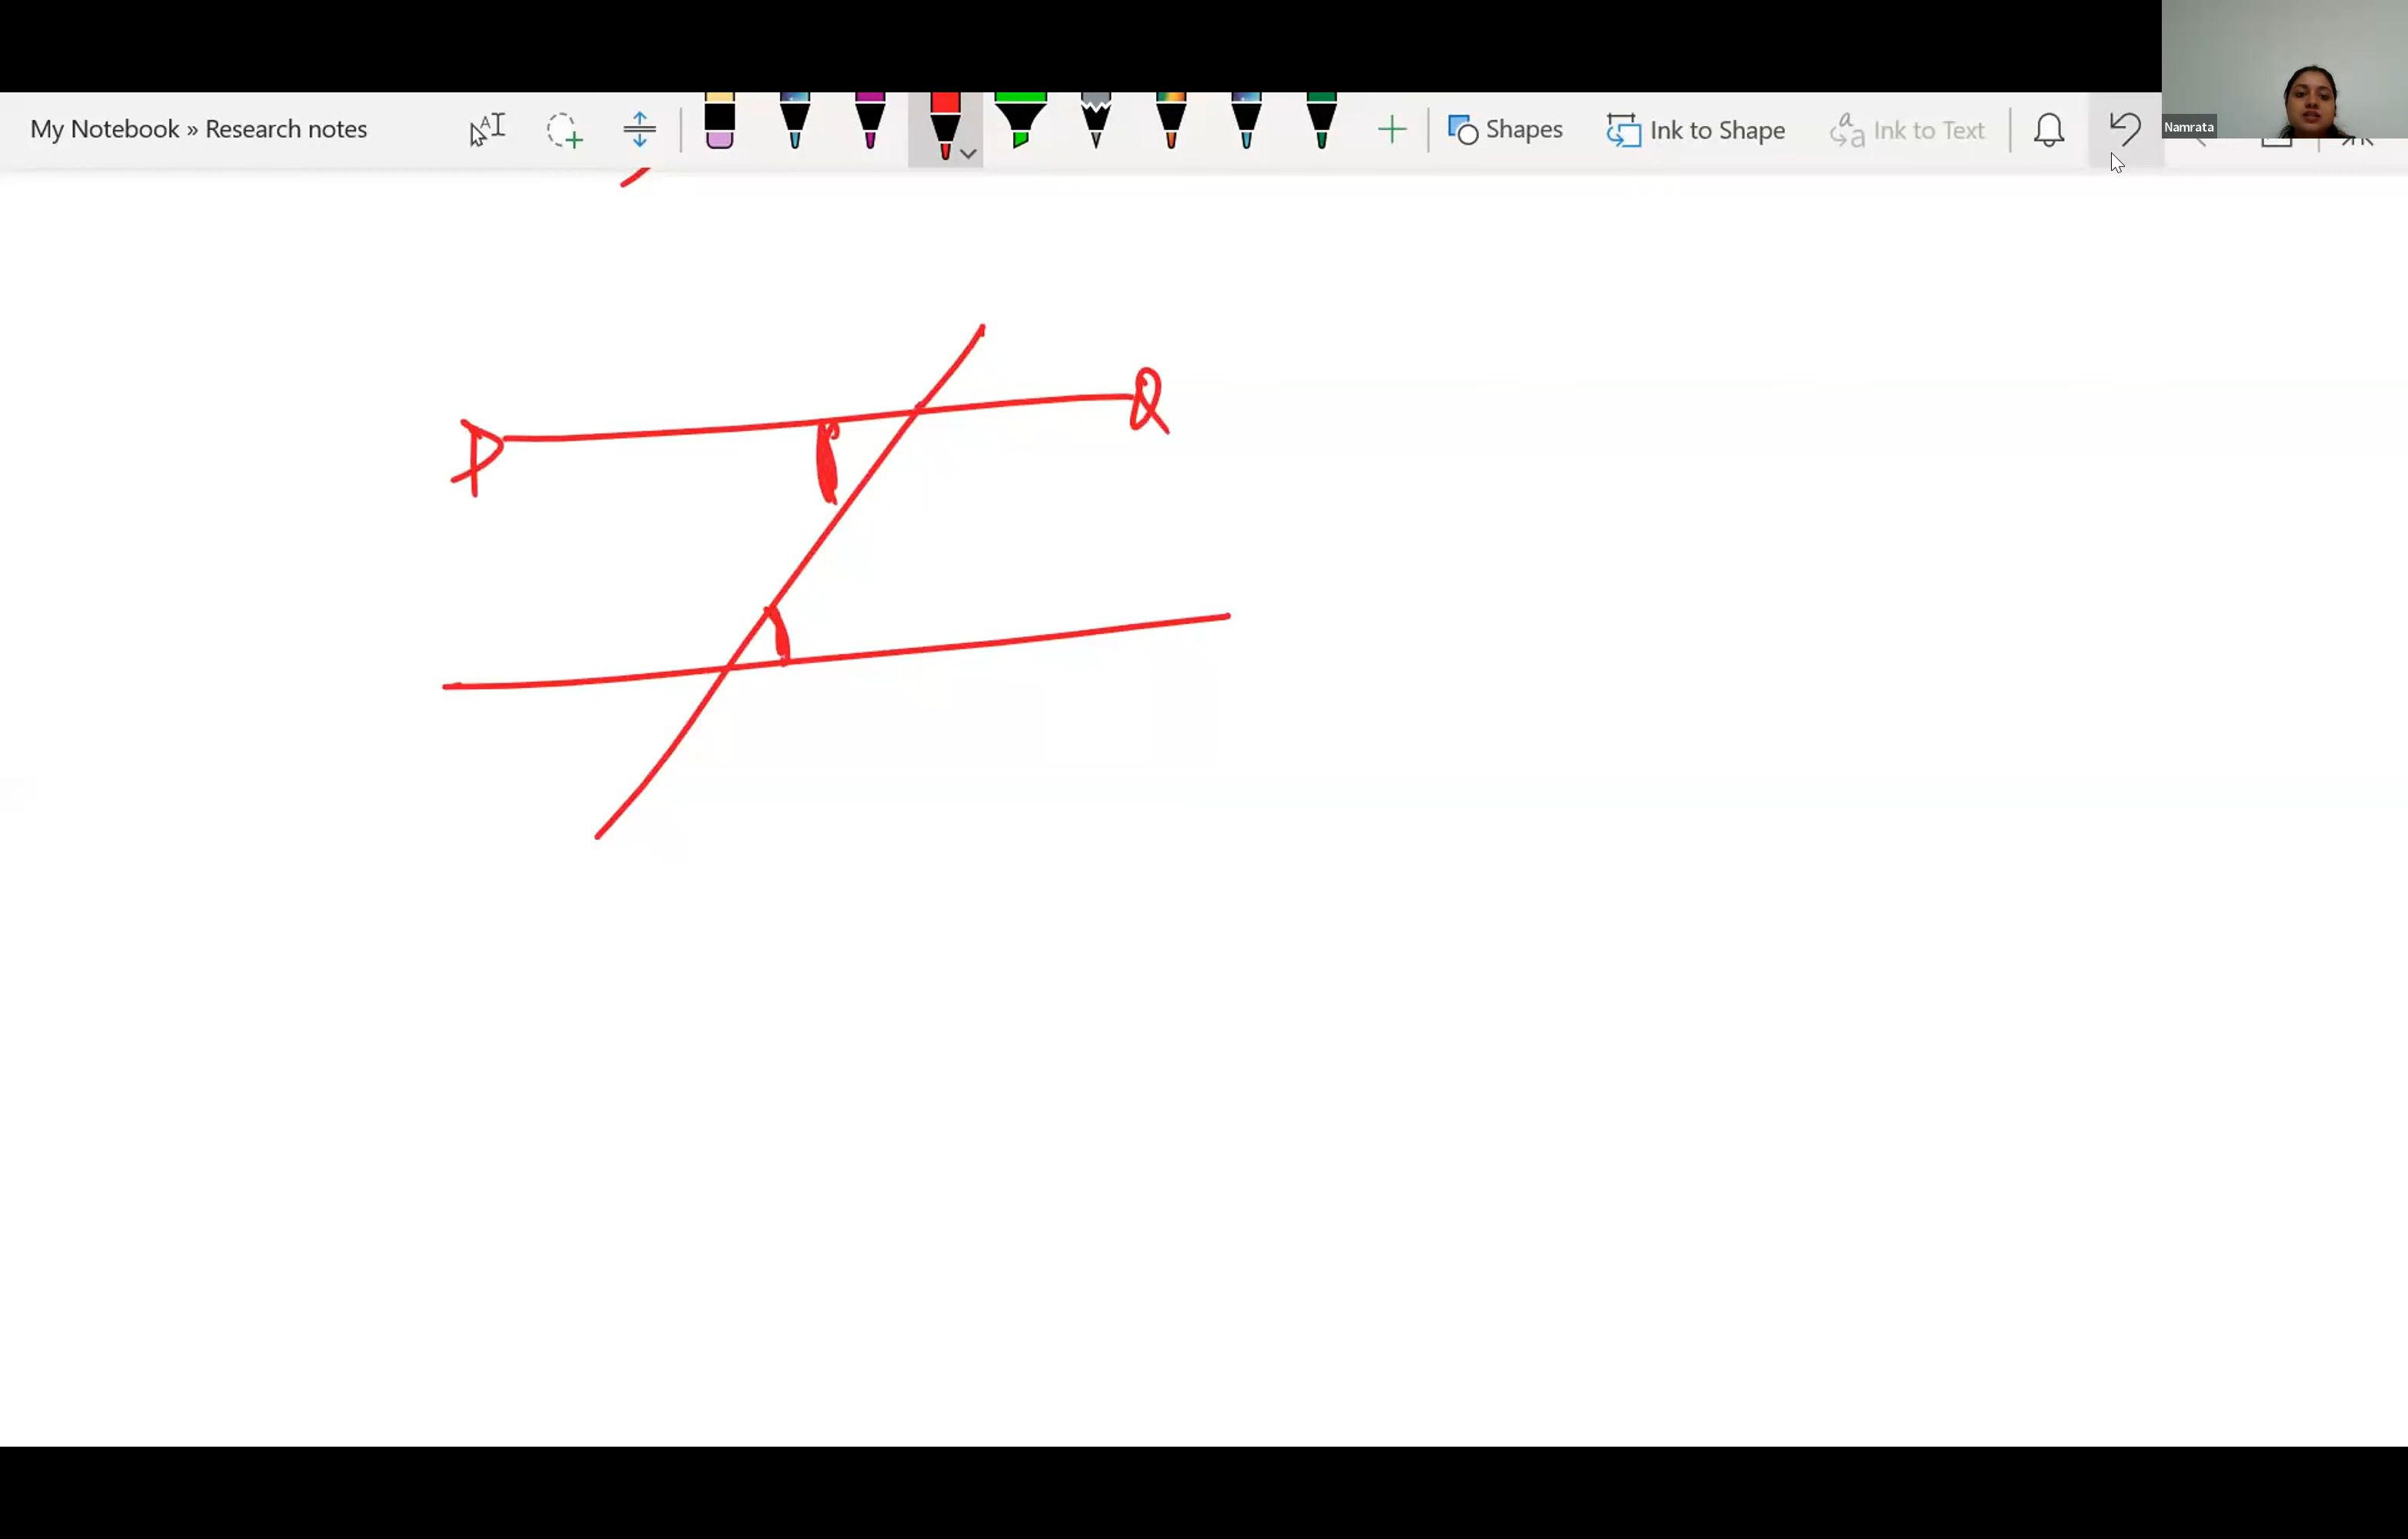 My Notebook » Research notes
Shapes
Ink to Shape
Ink to Text
Namrata
P
Q